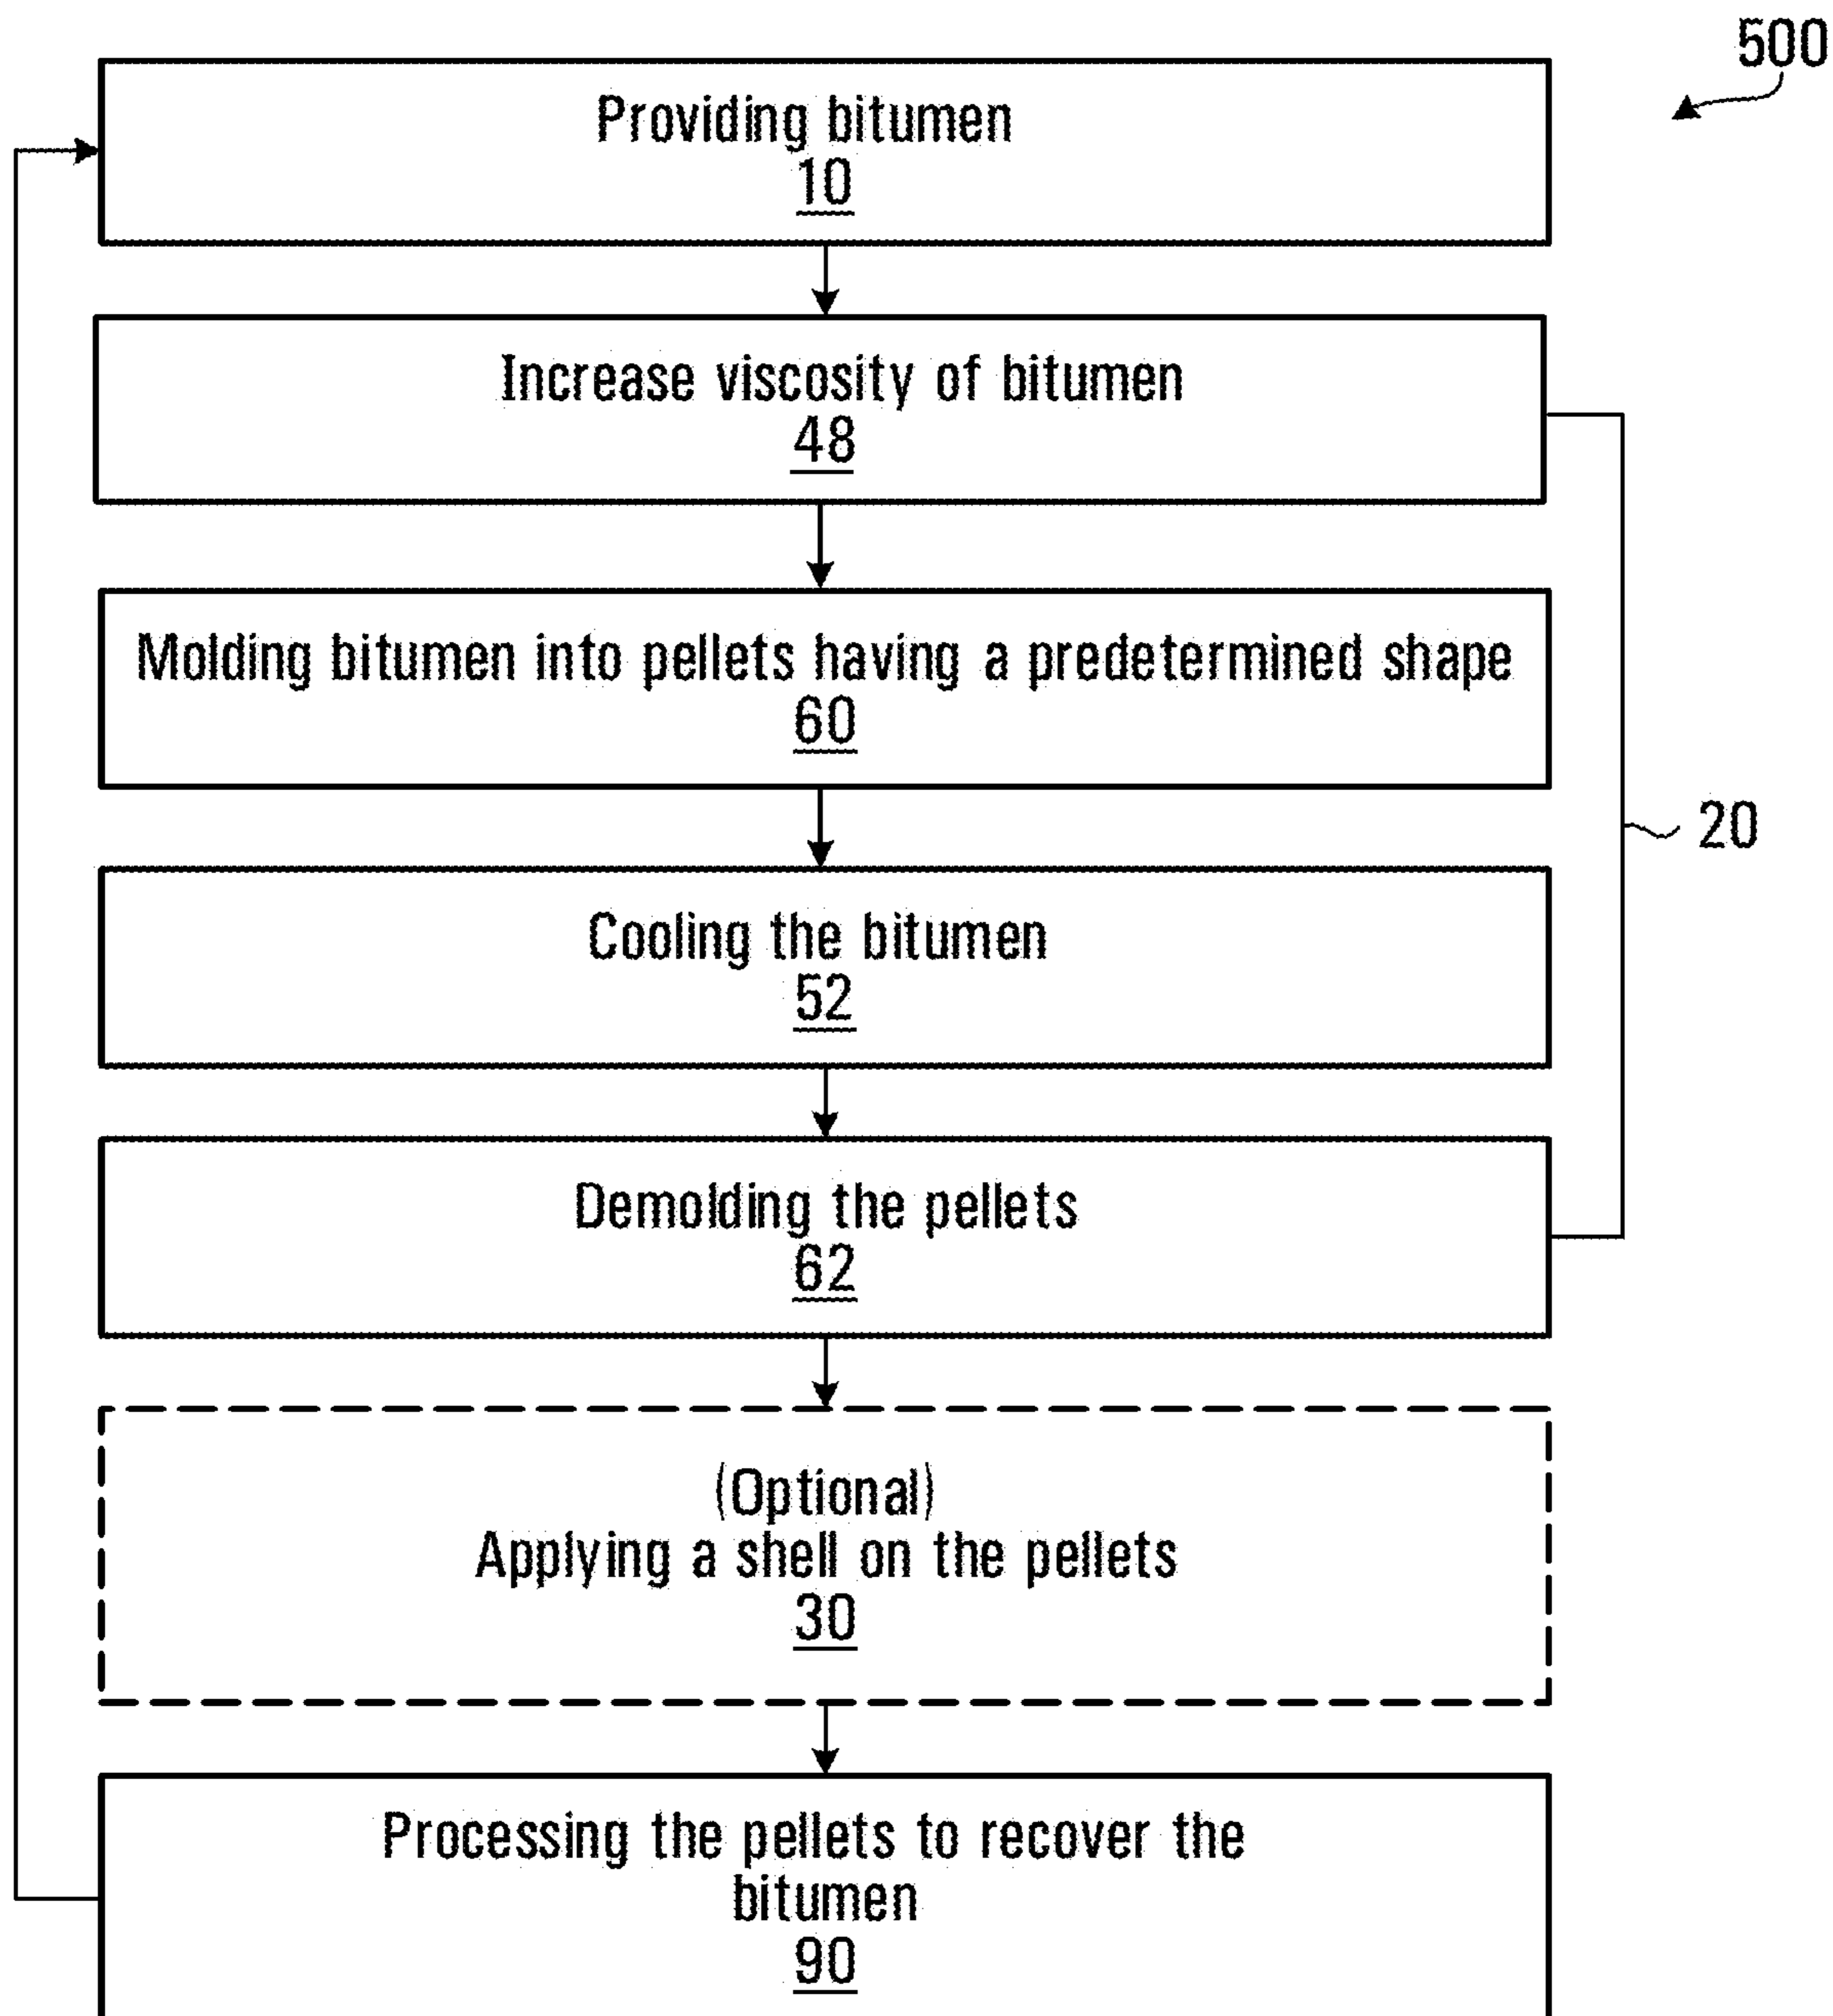 500
Providing bitumen
10
Increase viscosity of bitumen
48
Molding bitumen into pellets having a predetermined shape
60
20
Cooling the bitumen
52
Demolding the pellets
62
(Optional)
Applying a shell on the pellets
30
Processing the pellets to recover the
bitumen
90